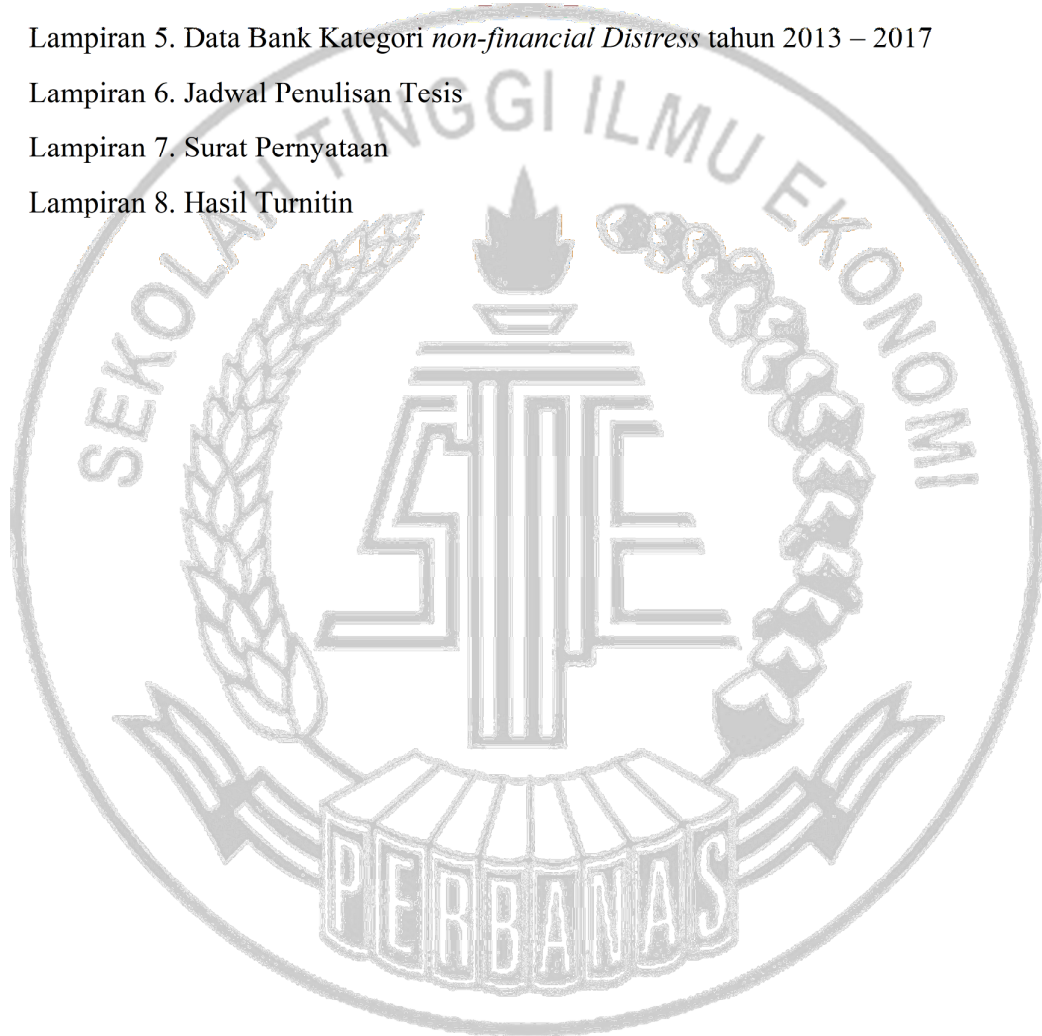 Lampiran 5. Data Bank Kategori non-financial Distress tahun 2013 – 2017
Lampiran 6. Jadwal Penulisan Tesis
Lampiran 7. Surat Pernyataan
Lampiran 8. Hasil Turnitin
SEKOLAH TINGGI ILMU EKONOMI
STIE
PERBANAS